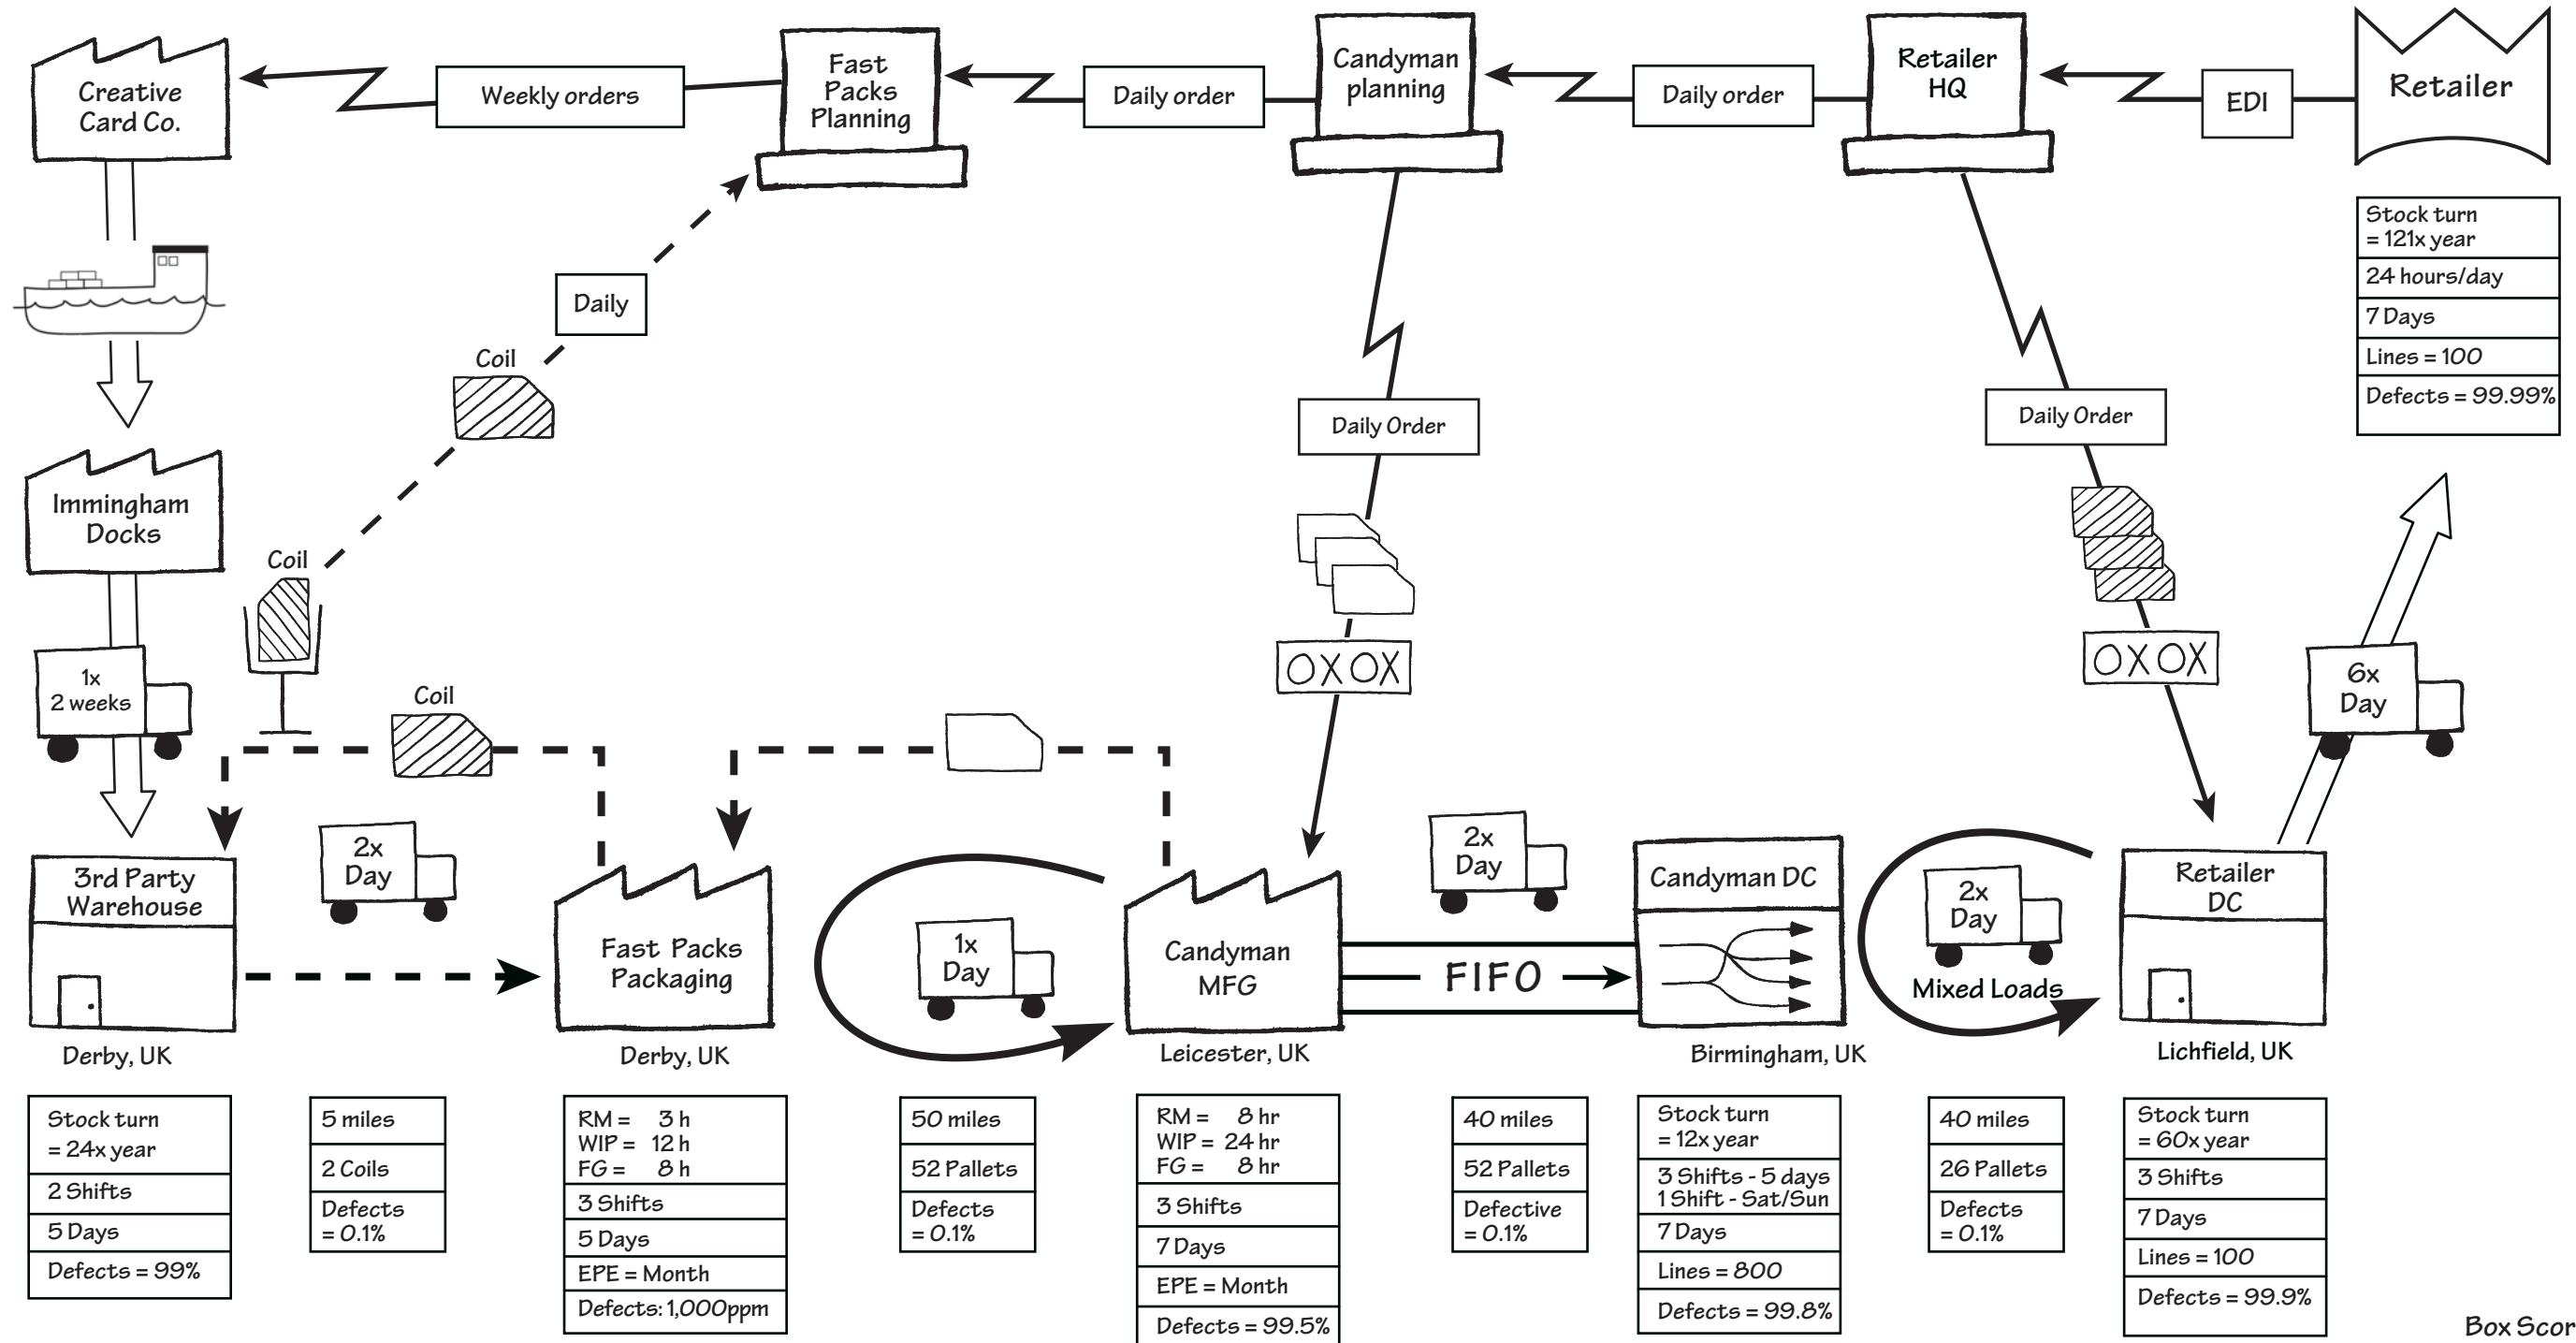 Creative
Card Co.
Weekly orders
Fast
Packs
Planning
Daily order
Candyman
planning
Daily order
Retailer
HQ
EDI
Retailer
Stock turn
= 121x year
24 hours/day
7 Days
Lines = 100
Defects = 99.99%
Daily
Coil
Daily Order
Daily Order
Immingham
Docks
Coil
1x
2 weeks
Coil
OXOX
OXOX
6x
Day
3rd Party
Warehouse
Derby, UK
2x
Day
Fast Packs
Packaging
Derby, UK
1x
Day
Candyman
MFG
Leicester, UK
2x
Day
FIFO
Candyman DC
Birmingham, UK
2x
Day
Mixed Loads
Retailer
DC
Lichfield, UK
Stock turn
= 24x year
2 Shifts
5 Days
Defects = 99%
5 miles
2 Coils
Defects
= 0.1%
RM = 3 h
WIP = 12 h
FG = 8 h
3 Shifts
5 Days
EPE = Month
Defects: 1,000ppm
50 miles
52 Pallets
Defects
= 0.1%
RM = 8 hr
WIP = 24 hr
FG = 8 hr
3 Shifts
7 Days
EPE = Month
Defects = 99.5%
40 miles
52 Pallets
Defective
= 0.1%
Stock turn
= 12x year
3 Shifts - 5 days
1 Shift - Sat/Sun
7 Days
Lines = 800
Defects = 99.8%
40 miles
26 Pallets
Defects
= 0.1%
Stock turn
= 60x year
3 Shifts
7 Days
Lines = 100
Defects = 99.9%
Box Scor